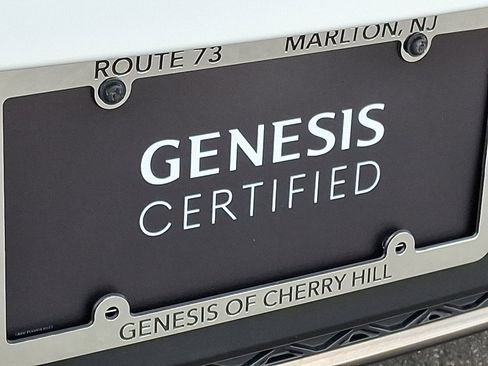 ROUTE 73 MARLTON, NJ
GENESIS
CERTIFIED
GENESIS OF CHERRY HILL